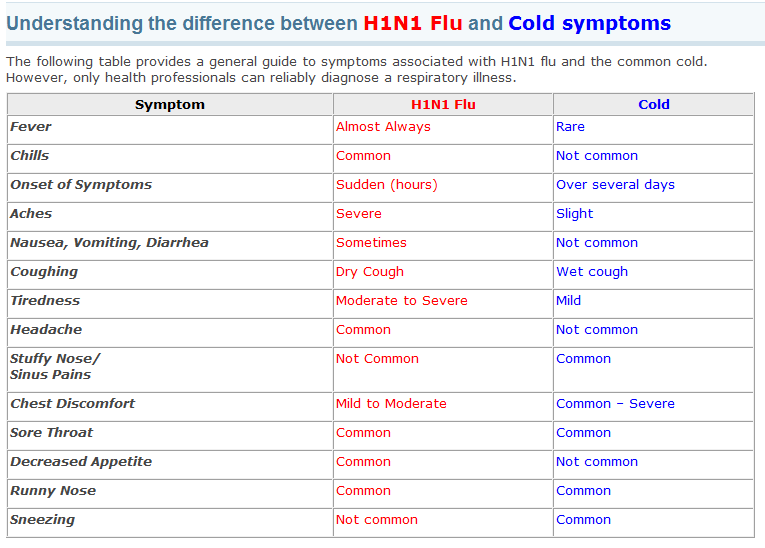 Understanding the difference between H1N1 Flu and Cold symptoms
The following table provides a general guide to symptoms associated with H1N1 flu and the common cold.
However, only health professionals can reliably diagnose a respiratory illness.
Symptom H1N1 Flu Cold
Fever Almost Always Rare
Chills Common Not common
Onset of Symptoms Sudden (hours) Over several days
Aches Severe Slight
Nausea, Vomiting, Diarrhea Sometimes Not common
Coughing Dry Cough Wet cough
Tiredness Moderate to Severe Mild
Headache Common Not common
Stuffy Nose/ Not Common Common
Sinus Pains
Chest Discomfort Mild to Moderate Common – Severe
Sore Throat Common Common
Decreased Appetite Common Not common
Runny Nose Common Common
Sneezing Not common Common